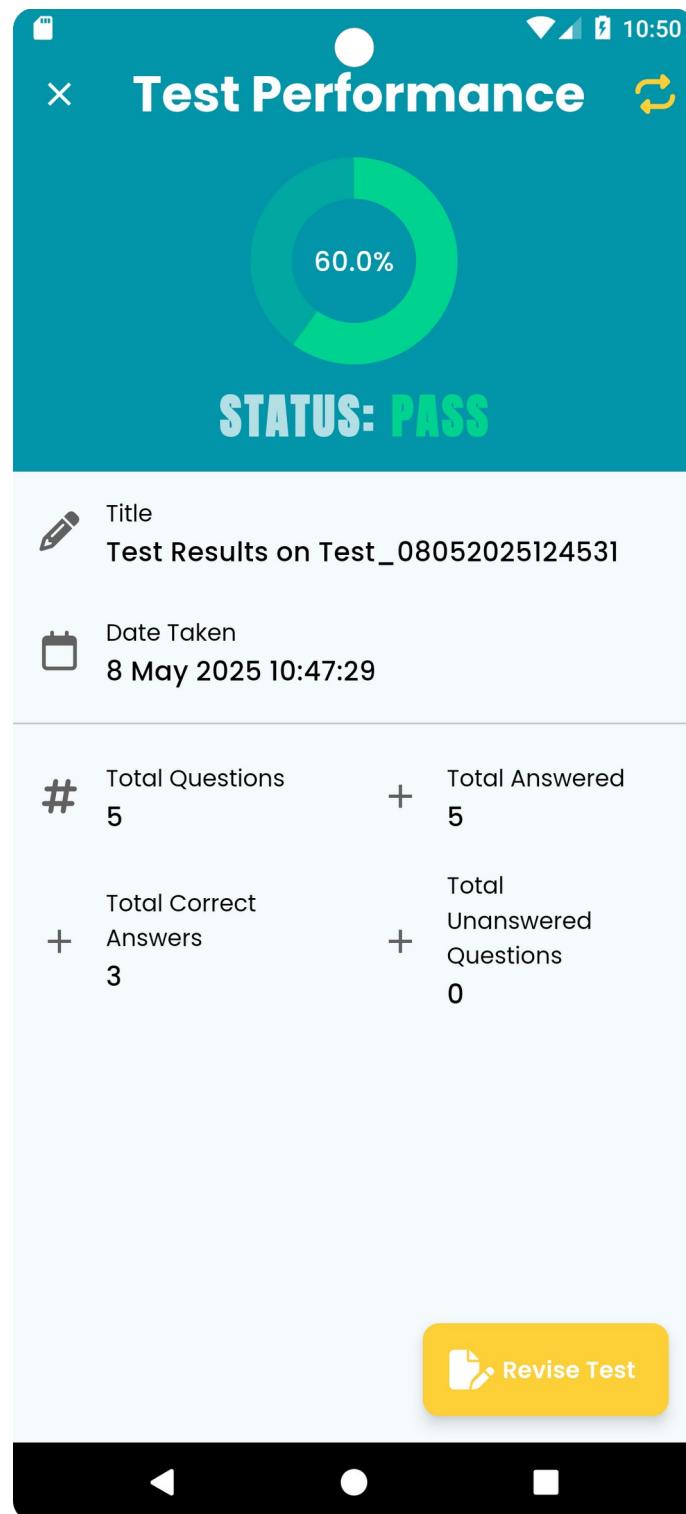 10:50
Test Performance
60.0%
STATUS: PASS
Title
Test Results on Test_08052025124531
Date Taken
8 May 2025 10:47:29
Total Questions
5
Total Answered
5
Total Correct
Answers
3
Total
Unanswered
Questions
0
Revise Test